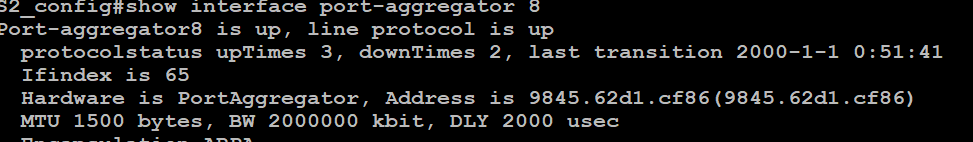 S2_config#show interface port-aggregator 8
Port-aggregator8 is up, line protocol is up
protocolstatus upTimes 3, downTimes 2, last transition 2000-1-1 0:51:41
Ifindex is 65
Hardware is PortAggregator, Address is 9845.62d1.cf86(9845.62d1.cf86)
MTU 1500 bytes, BW 2000000 kbit, DLY 2000 usec
Encapsulation ARPA